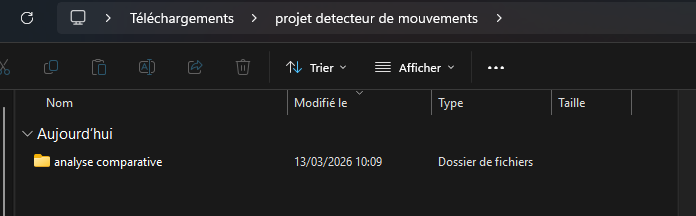 Téléchargements > projet detecteur de mouvements >
Trier Afficher
Nom Modifié le Type Taille
Aujourd'hui
analyse comparative 13/03/2026 10:09 Dossier de fichiers